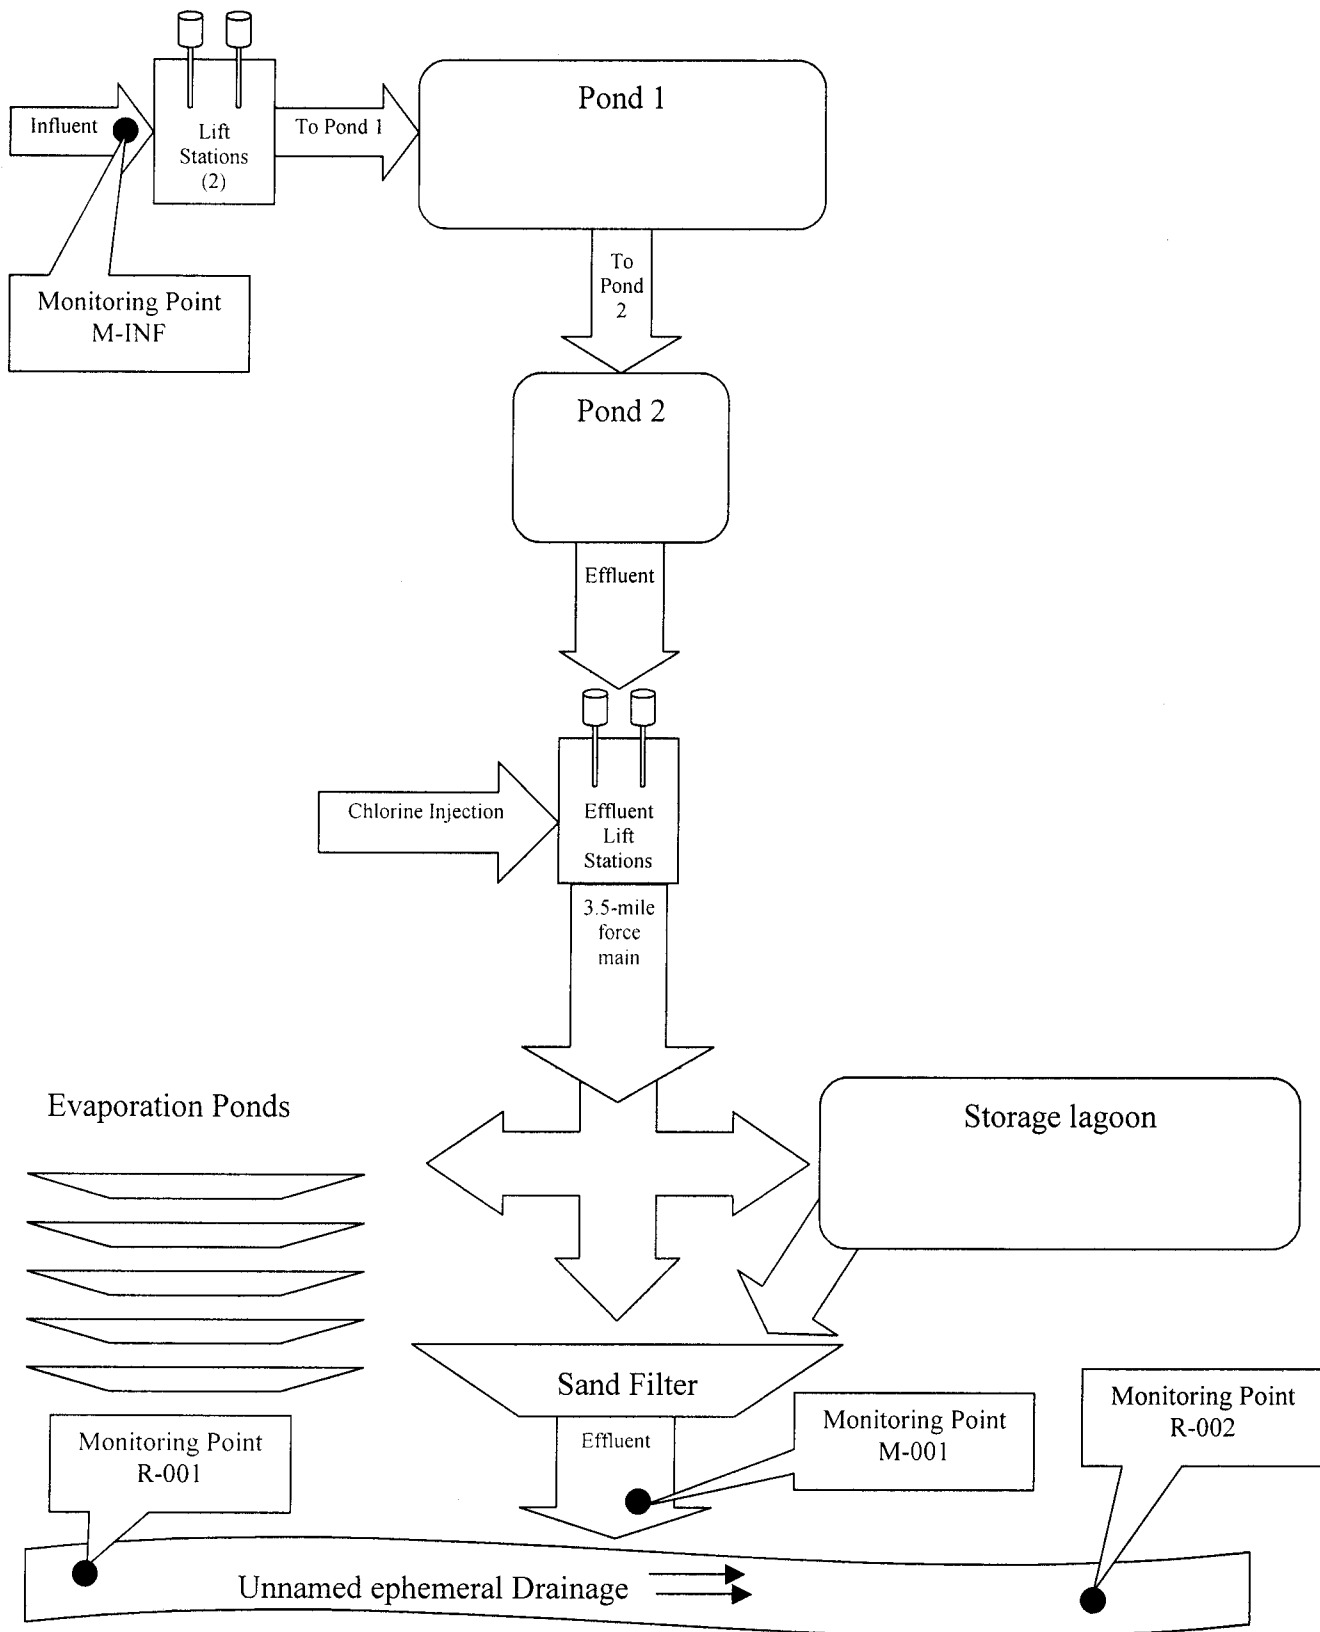 Pond 1
Influent
Lift
Stations
(2)
To Pond 1
To
Pond
2
Monitoring Point
M-INF
Pond 2
Effluent
Chlorine Injection
Effluent
Lift
Stations
3.5-mile
force
main
Evaporation Ponds
Storage lagoon
Sand Filter
Effluent
Monitoring Point
M-001
Monitoring Point
R-002
Monitoring Point
R-001
Unnamed ephemeral Drainage